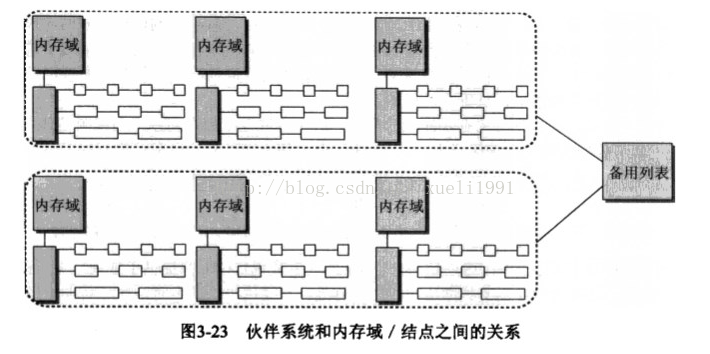 内存域 内存域 内存域
备用列表
内存域 内存域 内存域
p://blog.csdn xueli1991
图3-23 伙伴系统和内存域/结点之间的关系